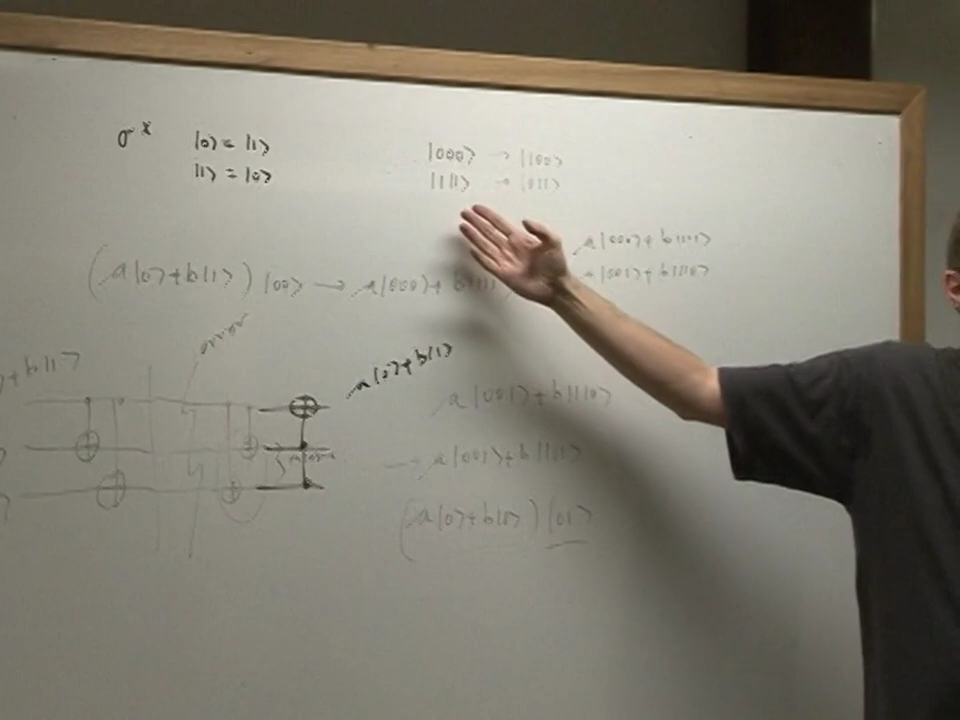 σ^x |0⟩ = |1⟩
|1⟩ = |0⟩
|000⟩ → |100⟩
|111⟩ → |011⟩
(a|0⟩+b|1⟩) |00⟩ → a|000⟩+ b|111⟩
a|000⟩+b|111⟩
a|001⟩+b|110⟩
error
+b|1⟩
a|0⟩+b|1⟩
a|001⟩+b|110⟩
→ a|001⟩+b|111⟩
(a|0⟩+b|1⟩) |01⟩